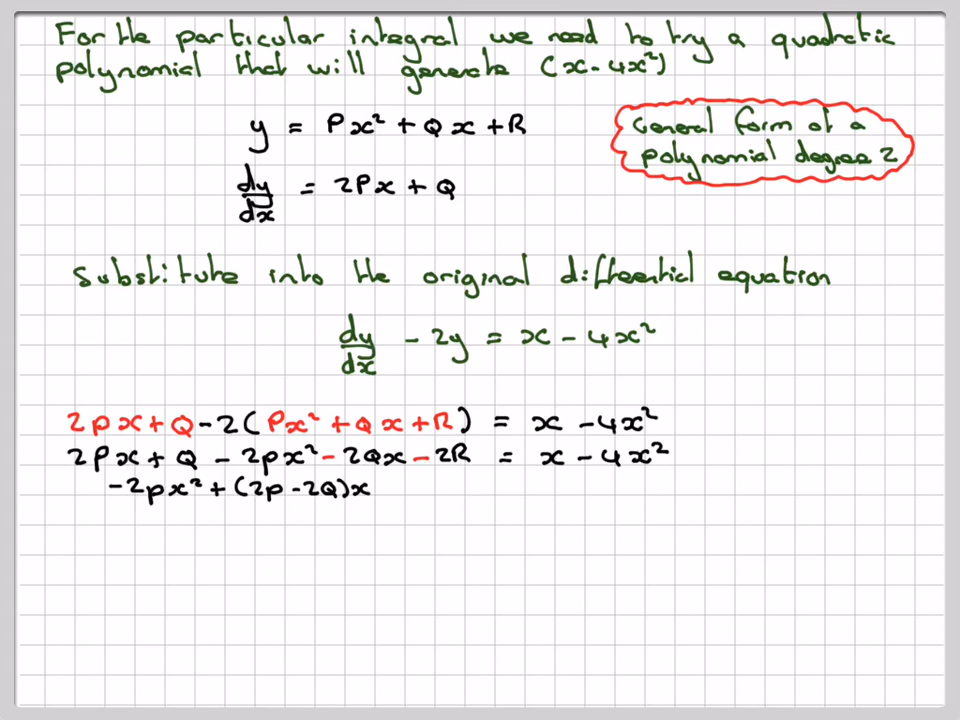 For the particular integral we need to try a quadratic
polynomial that will generate (x - 4x²)
y = Px² + Qx + R
General form of a
polynomial degree 2
dy/dx = 2Px + Q
Substitute into the original differential equation
dy/dx - 2y = x - 4x²
2px + Q - 2(Px² + Qx + R) = x - 4x²
2Px + Q - 2px² - 2Qx - 2R = x - 4x²
-2px² + (2p - 2Q)x